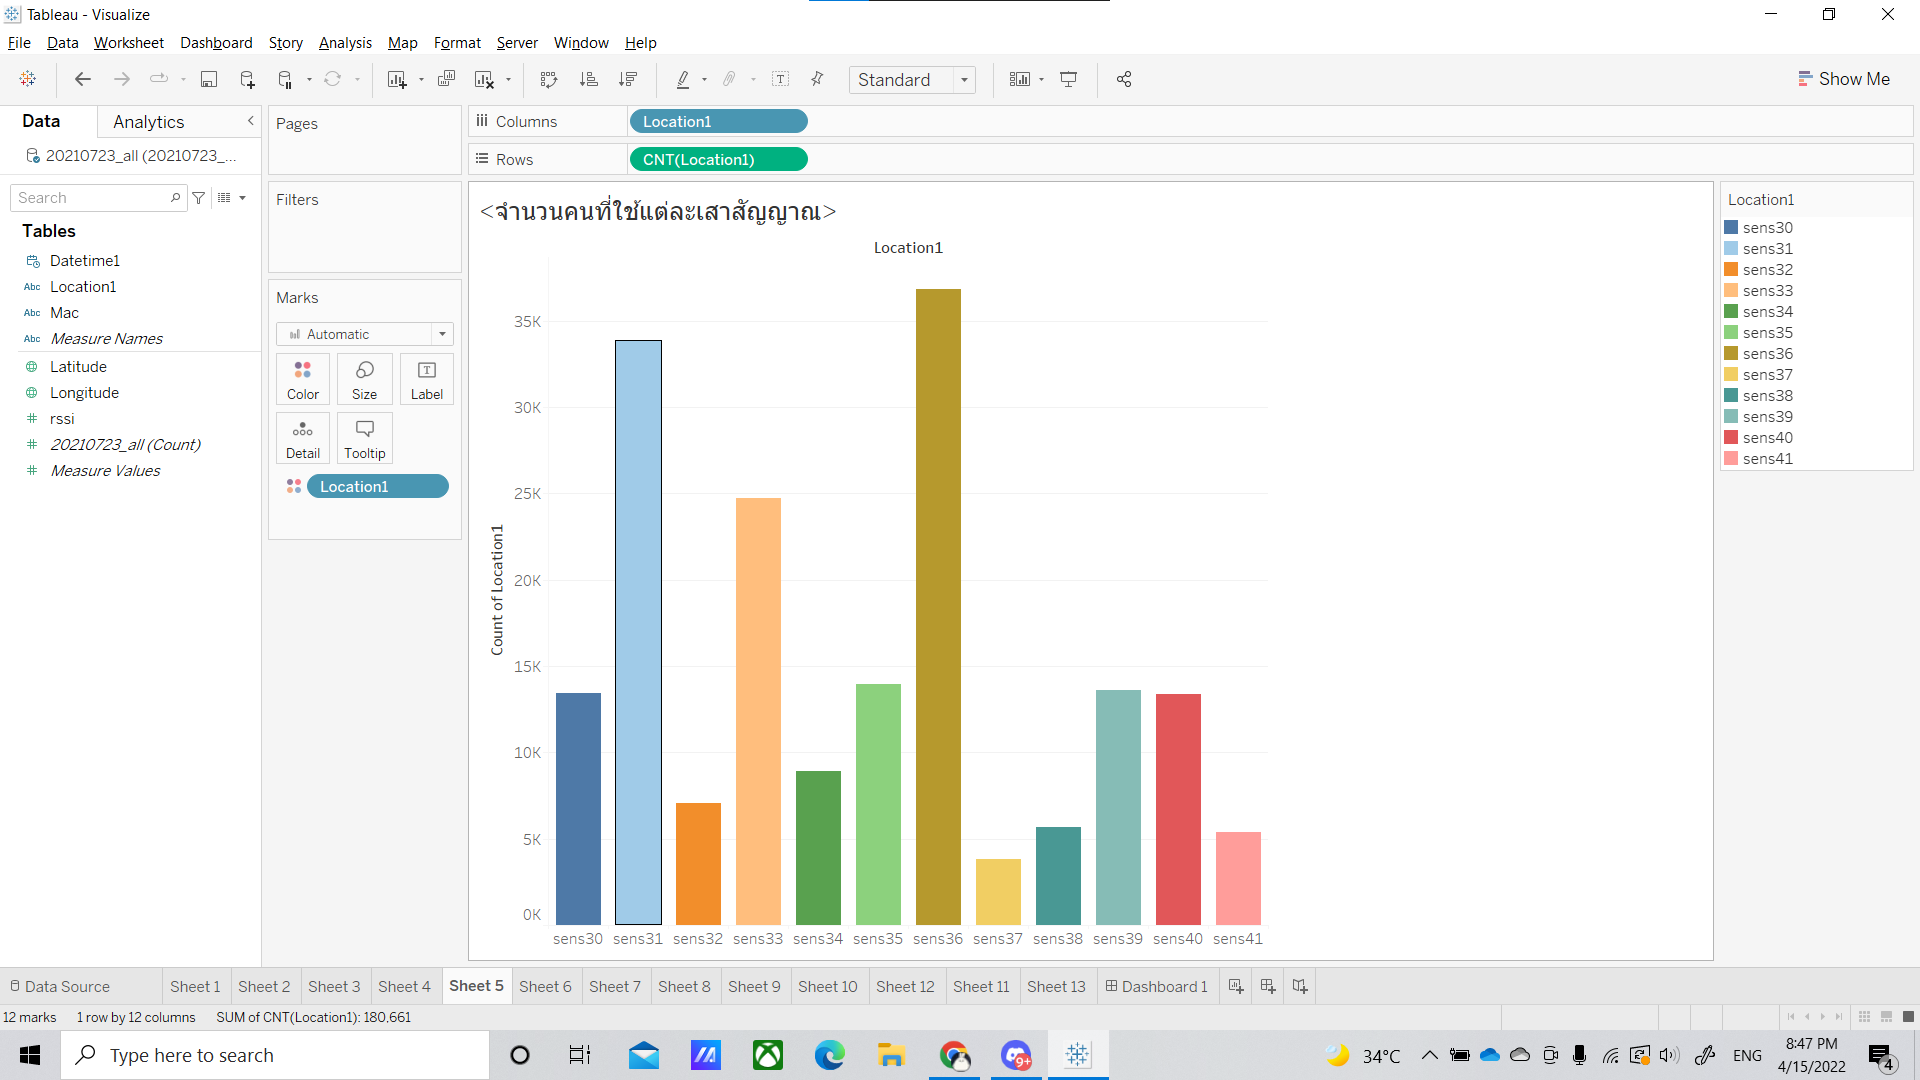 Tableau - Visualize
File Data Worksheet Dashboard Story Analysis Map Format Server Window Help
Standard
Show Me
Data Analytics
20210723_all (20210723_...
Search
Tables
Datetime1
Abc Location1
Abc Mac
Abc Measure Names
Latitude
Longitude
# rssi
# 20210723_all (Count)
# Measure Values
Pages
Filters
Marks
Automatic
Color Size Label
Detail Tooltip
Location1
Columns Location1
Rows CNT(Location1)
<จำนวนคนที่ใช้แต่ละเสาสัญญาณ>
Location1
Count of Location1
35K
30K
25K
20K
15K
10K
5K
0K
sens30 sens31 sens32 sens33 sens34 sens35 sens36 sens37 sens38 sens39 sens40 sens41
Location1
sens30
sens31
sens32
sens33
sens34
sens35
sens36
sens37
sens38
sens39
sens40
sens41
Data Source Sheet 1 Sheet 2 Sheet 3 Sheet 4 Sheet 5 Sheet 6 Sheet 7 Sheet 8 Sheet 9 Sheet 10 Sheet 12 Sheet 11 Sheet 13 Dashboard 1
12 marks 1 row by 12 columns SUM of CNT(Location1): 180,661
Type here to search
9+
34°C
ENG
8:47 PM
4/15/2022
4